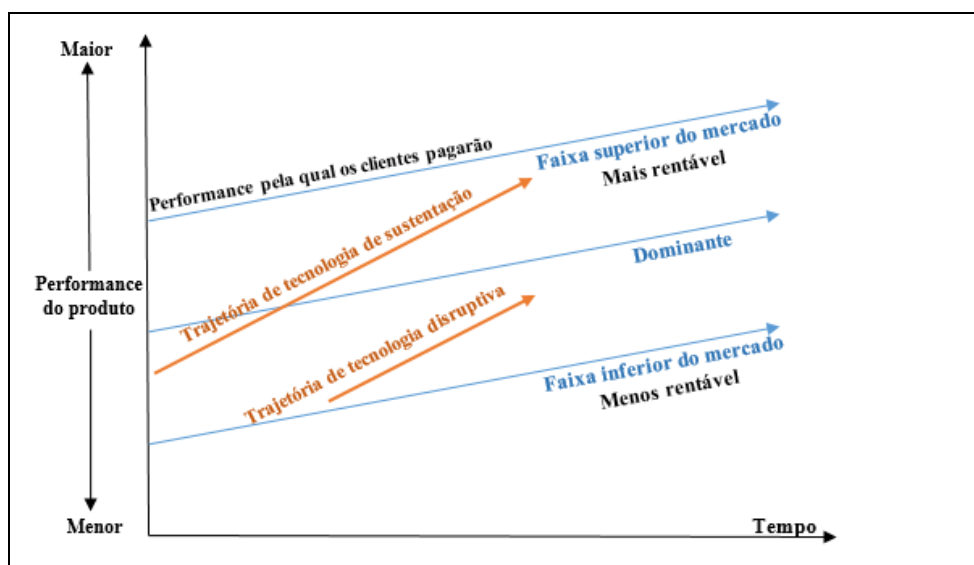 Maior
Performance pela qual os clientes pagarão
Faixa superior do mercado
Mais rentável
Trajetória de tecnologia de sustentação
Dominante
Performance
do produto
Trajetória de tecnologia disruptiva
Faixa inferior do mercado
Menos rentável
Menor
Tempo